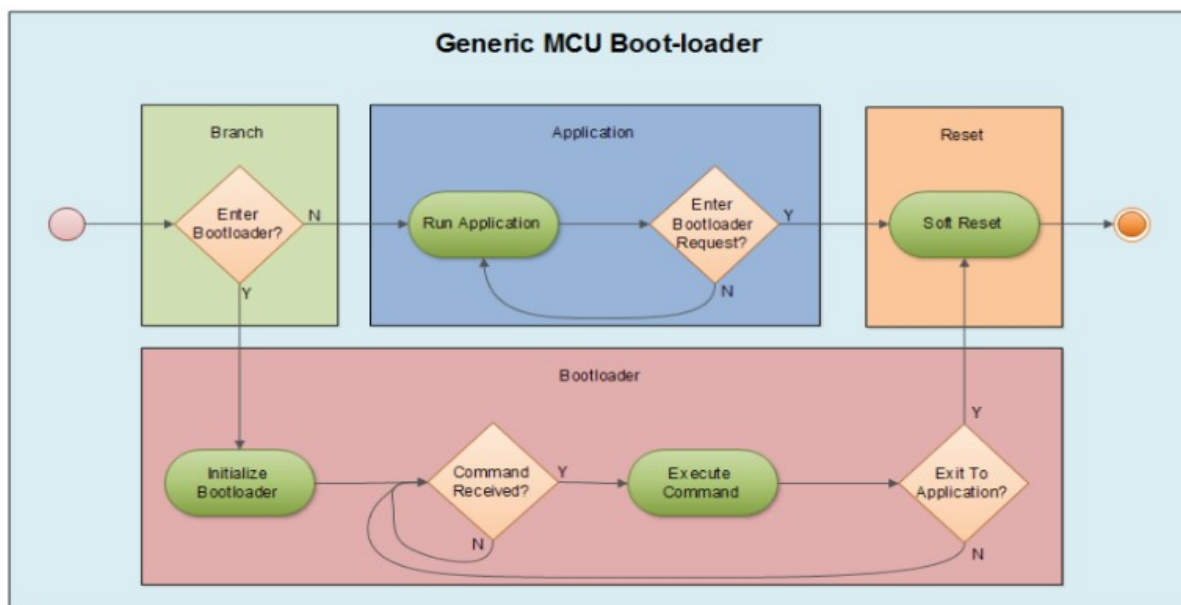 Generic MCU Boot-loader
Branch
Enter
Bootloader?
N
Y
Application
Run Application
Enter
Bootloader
Request?
Y
N
Reset
Soft Reset
Bootloader
Initialize
Bootloader
Command
Received?
Y
N
Execute
Command
Exit To
Application?
Y
N